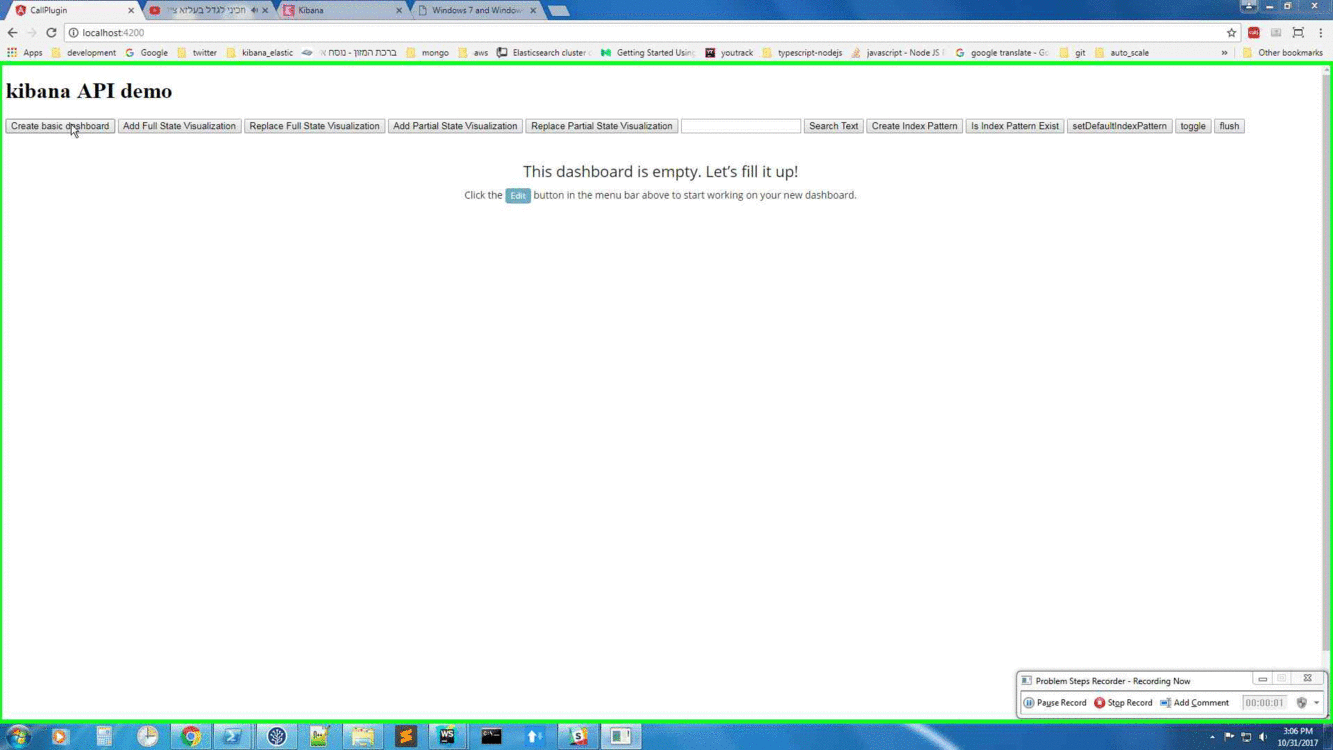 CallPlugin
חכיני לגדל בעלזא צי
Kibana
Windows 7 and Window
localhost:4200
Apps
development
Google
twitter
kibana_elastic
ברכת המזון - נוסח א
mongo
aws
Elasticsearch cluster
Getting Started Using
youtrack
typescript-nodejs
javascript - Node JS
google translate - Go
git
auto_scale
»
Other bookmarks
kibana API demo
Create basic dashboard
Add Full State Visualization
Replace Full State Visualization
Add Partial State Visualization
Replace Partial State Visualization
Search Text
Create Index Pattern
Is Index Pattern Exist
setDefaultIndexPattern
toggle
flush
This dashboard is empty. Let’s fill it up!
Click the Edit button in the menu bar above to start working on your new dashboard.
Problem Steps Recorder - Recording Now
Pause Record
Stop Record
Add Comment
00:00:01
WS
3:06 PM
10/31/2017